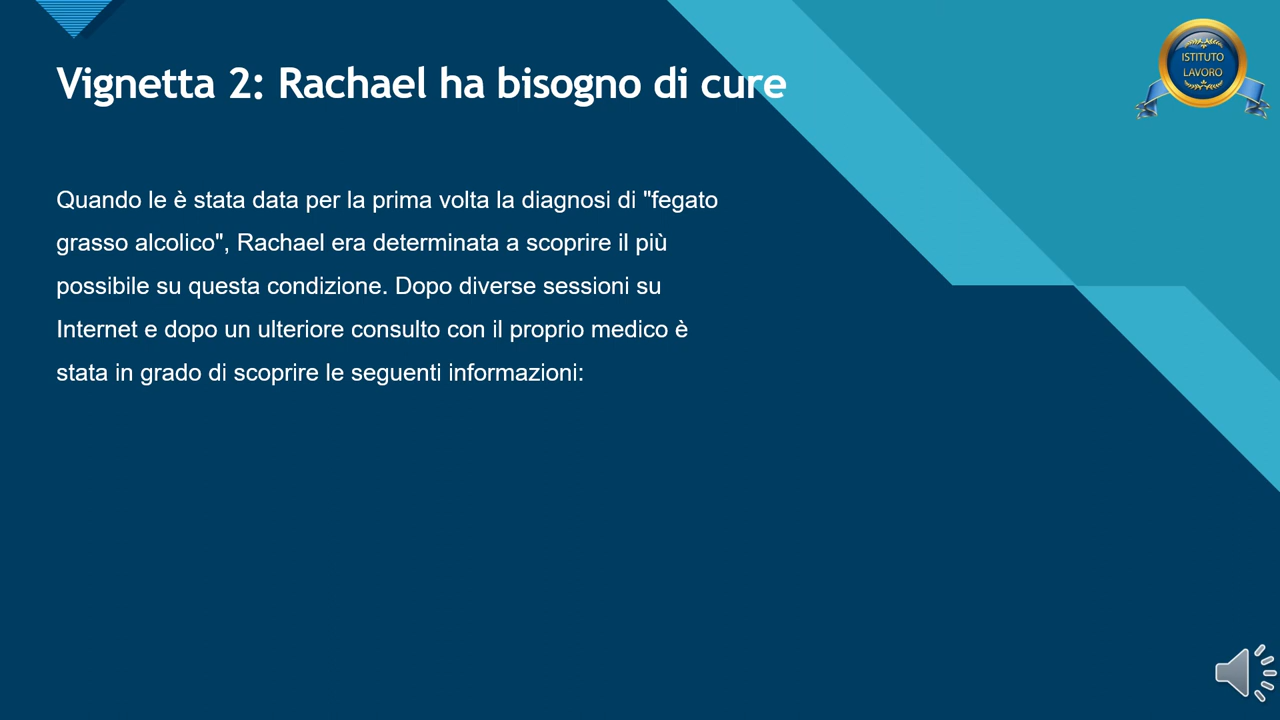 Vignetta 2: Rachael ha bisogno di cure
ISTITUTO
LAVORO
Quando le è stata data per la prima volta la diagnosi di "fegato
grasso alcolico", Rachael era determinata a scoprire il più
possibile su questa condizione. Dopo diverse sessioni su
Internet e dopo un ulteriore consulto con il proprio medico è
stata in grado di scoprire le seguenti informazioni: